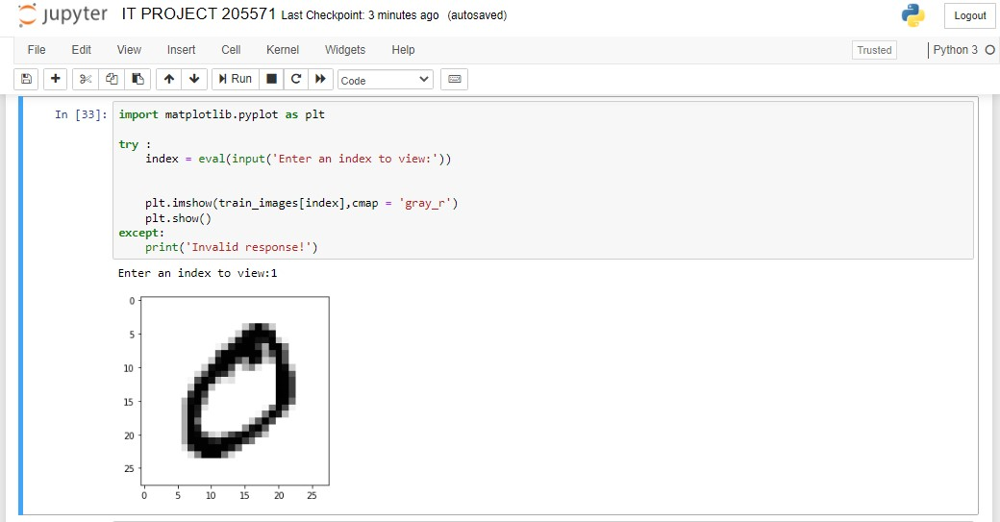 jupyter IT PROJECT 205571 Last Checkpoint: 3 minutes ago (autosaved) Logout
File Edit View Insert Cell Kernel Widgets Help Trusted Python 3
Run Code
In [33]: import matplotlib.pyplot as plt
try :
index = eval(input('Enter an index to view:'))
plt.imshow(train_images[index],cmap = 'gray_r')
plt.show()
except:
print('Invalid response!')
Enter an index to view:1
0
5
10
15
20
25
0 5 10 15 20 25